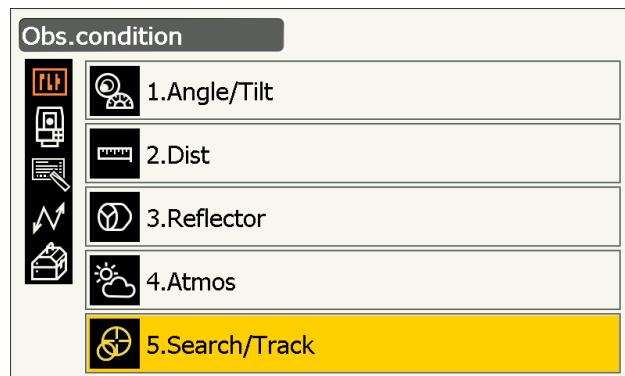 Obs.condition
1.Angle/Tilt
2.Dist
3.Reflector
4.Atmos
5.Search/Track